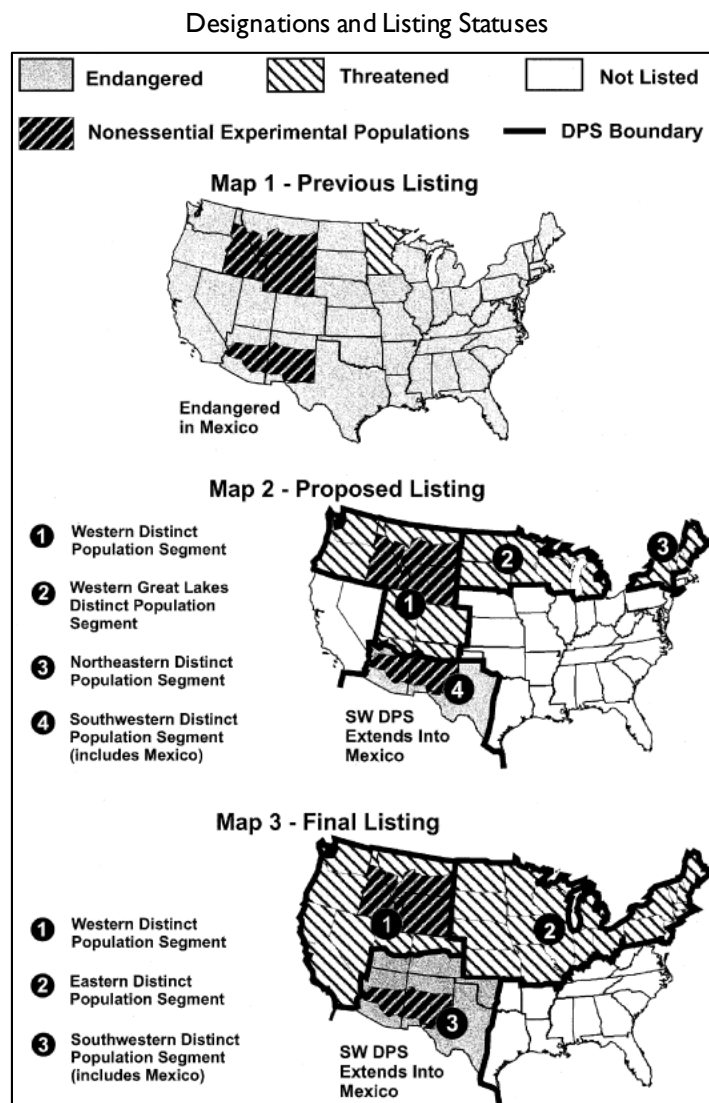 Designations and Listing Statuses
Endangered
Threatened
Not Listed
Nonessential Experimental Populations
DPS Boundary
Map 1 - Previous Listing
Endangered
in Mexico
Map 2 - Proposed Listing
1 Western Distinct
Population Segment
2 Western Great Lakes
Distinct Population
Segment
3 Northeastern Distinct
Population Segment
4 Southwestern Distinct
Population Segment
(includes Mexico)
1
2
3
4
SW DPS
Extends Into
Mexico
Map 3 - Final Listing
1 Western Distinct
Population Segment
2 Eastern Distinct
Population Segment
3 Southwestern Distinct
Population Segment
(includes Mexico)
1
2
3
SW DPS
Extends Into
Mexico